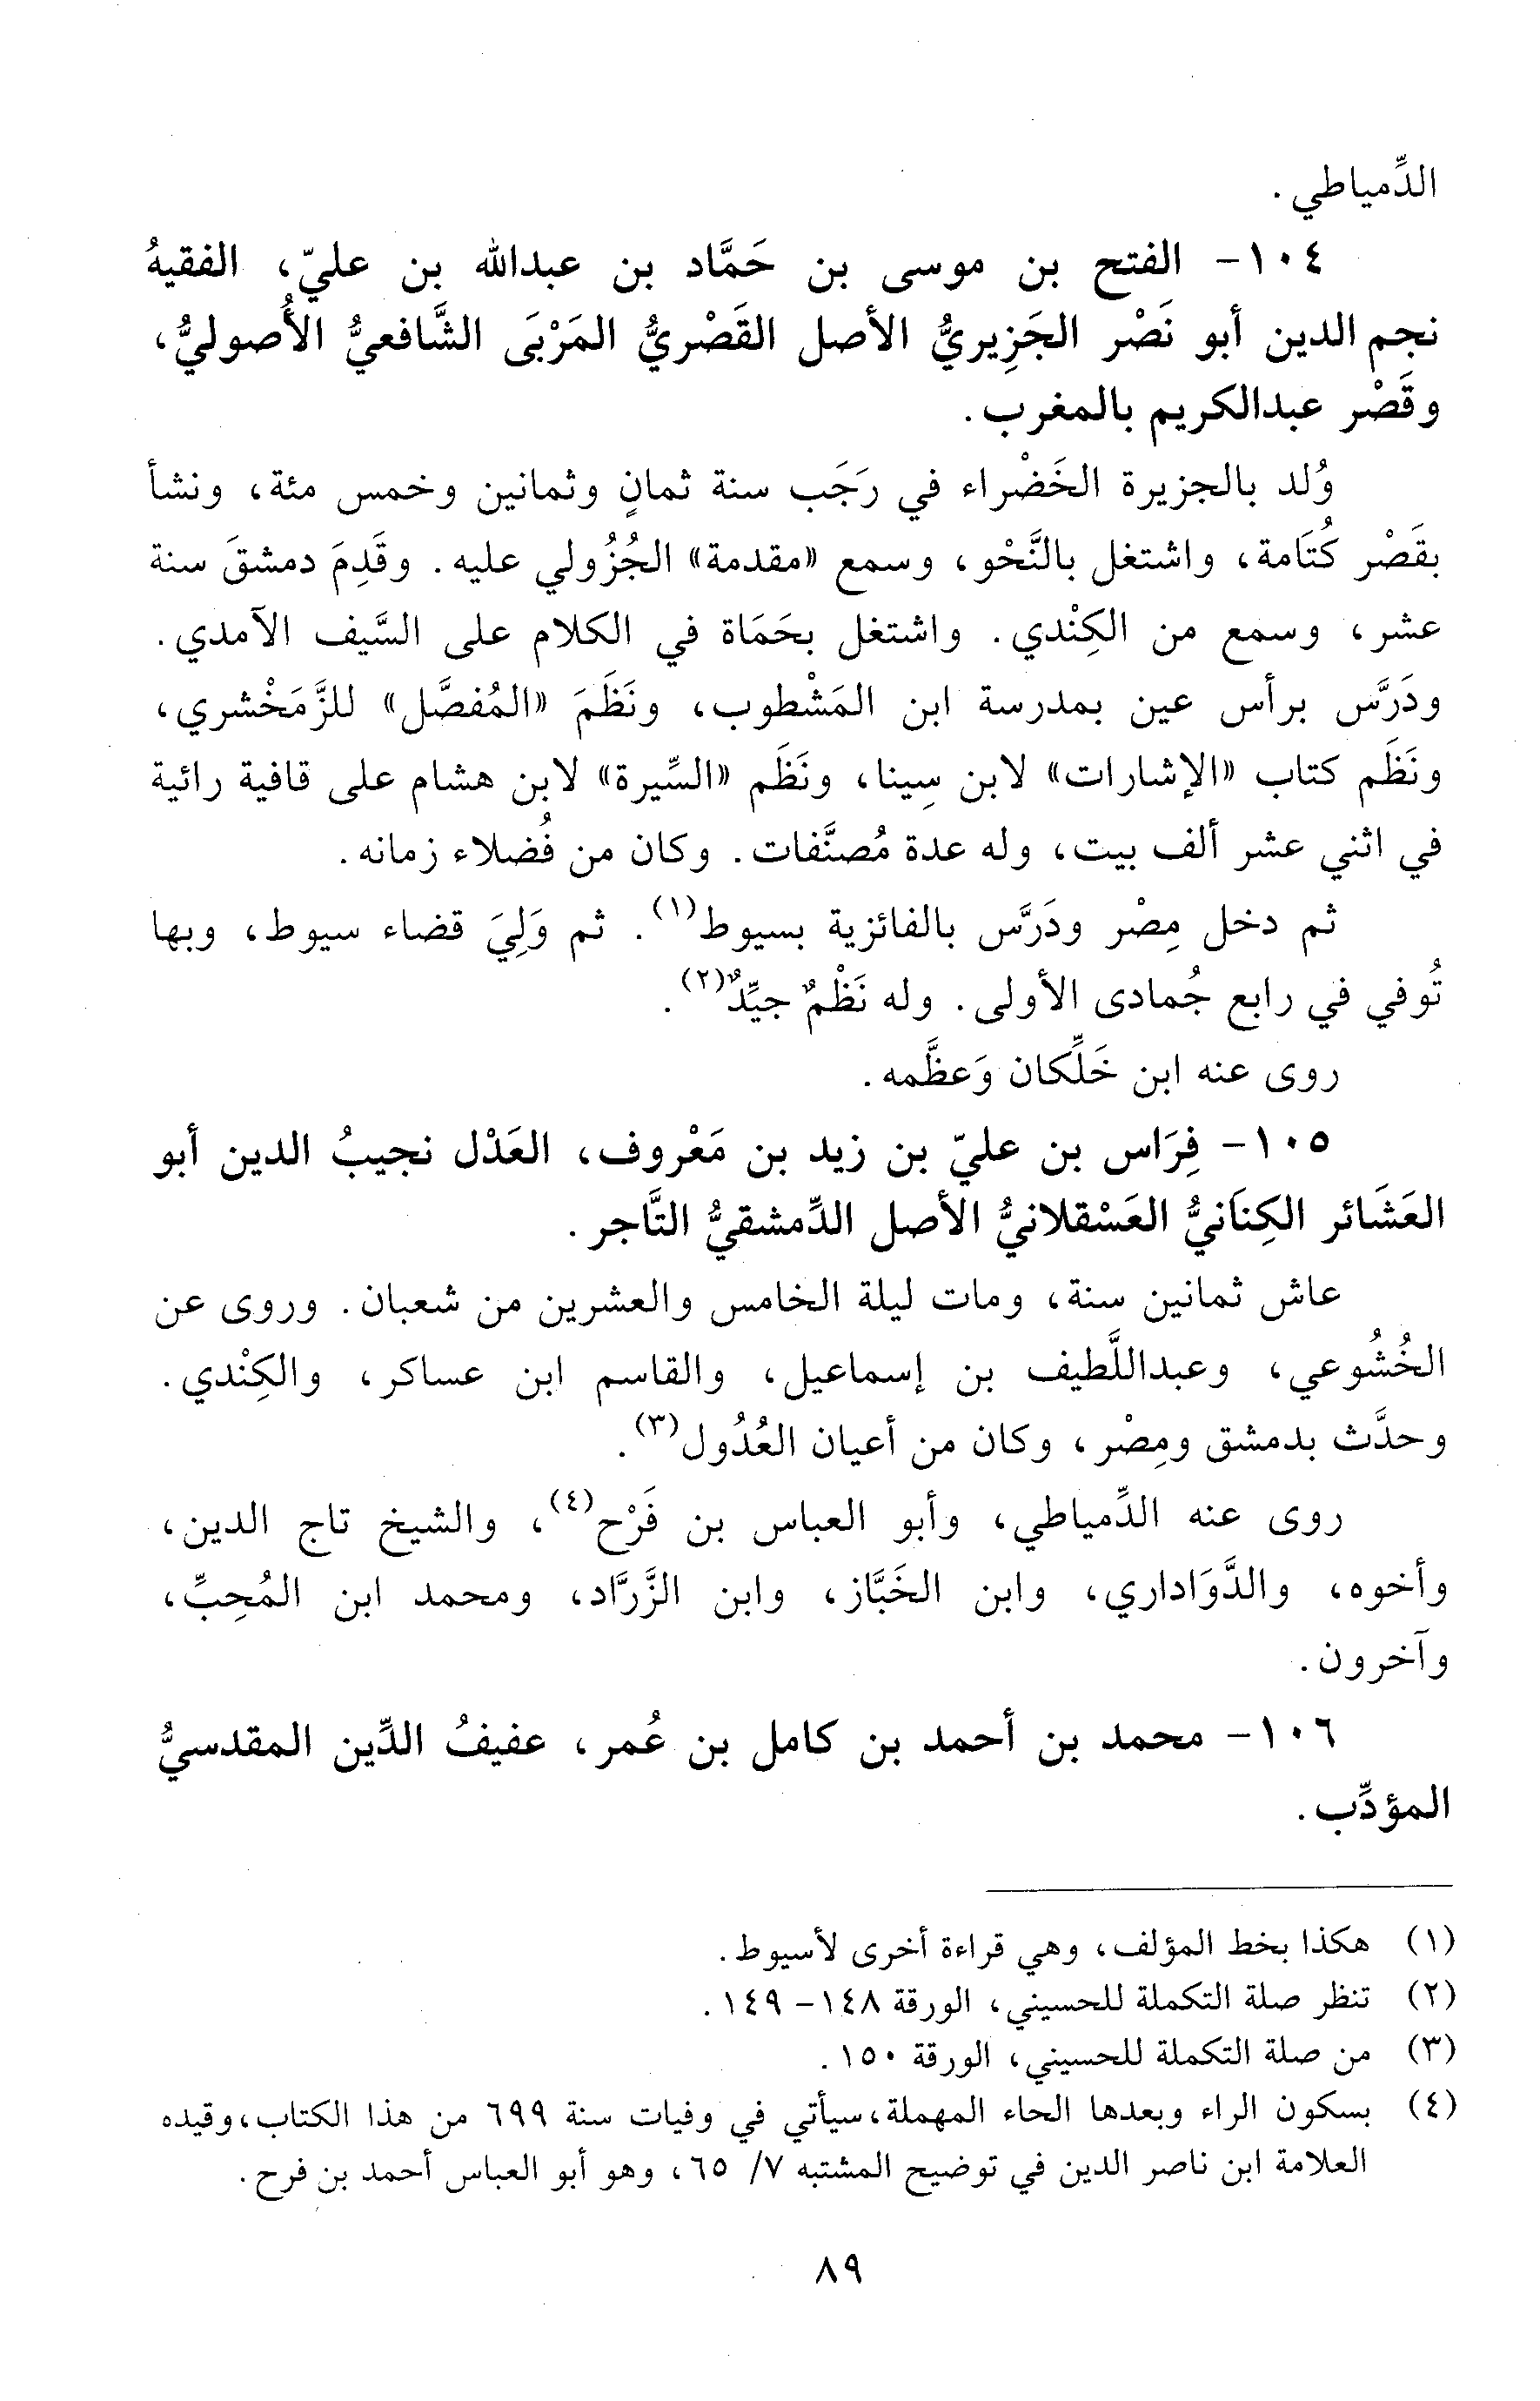 الدِّمياطي.
١٠٤- الفتح بن موسى بن حَمَّاد بن عبدالله بن عليّ، الفقيهُ
نجم الدين أبو نَصْر الجَزِيريُّ الأصل القَصْريُّ المَرْبَى الشَّافعيُّ الأُصوليُّ،
وقَصْر عبدالكريم بالمغرب.
وُلد بالجزيرة الخَضْراء في رَجَب سنة ثمانٍ وثمانين وخمس مئة، ونشأ
بقَصْر كُتَامة، واشتغل بالنَّحْو، وسمع «مقدمة» الجُزُولي عليه. وقَدِمَ دمشقَ سنة
عشر، وسمع من الكِنْدي. واشتغل بحَمَاة في الكلام على السَّيف الآمدي.
ودَرَّس برأس عين بمدرسة ابن المَشْطوب، ونَظَمَ «المُفصَّل» للزَّمَخْشري،
ونَظَم كتاب «الإشارات» لابن سِينا، ونَظَم «السِّيرة» لابن هشام على قافية رائية
في اثني عشر ألف بيت، وله عدة مُصنَّفات. وكان من فُضلاء زمانه.
ثم دخل مِصْر ودَرَّس بالفائزية بسيوط(١). ثم وَلِيَ قضاء سيوط، وبها
تُوفي في رابع جُمادى الأولى. وله نَظْمٌ جيِّدٌ(٢).
روى عنه ابن خَلِّكان وَعظَّمه.
١٠٥- فِرَاس بن عليّ بن زيد بن مَعْروف، العَدْل نجيبُ الدين أبو
العَشَائر الكِنَانيُّ العَسْقلانيُّ الأصل الدِّمشقيُّ التَّاجر.
عاش ثمانين سنة، ومات ليلة الخامس والعشرين من شعبان. وروى عن
الخُشُوعي، وعبداللَّطيف بن إسماعيل، والقاسم ابن عساكر، والكِنْدي.
وحدَّث بدمشق ومِصْر، وكان من أعيان العُدُول(٣).
روى عنه الدِّمياطي، وأبو العباس بن فَرْح(٤)، والشيخ تاج الدين،
وأخوه، والدَّوَاداري، وابن الخَبَّاز، وابن الزَّرَّاد، ومحمد ابن المُحِبِّ،
وآخرون.
١٠٦- محمد بن أحمد بن كامل بن عُمر، عفيفُ الدِّين المقدسيُّ
المؤدِّب.
(١) هكذا بخط المؤلف، وهي قراءة أخرى لأسيوط.
(٢) تنظر صلة التكملة للحسيني، الورقة ١٤٨- ١٤٩.
(٣) من صلة التكملة للحسيني، الورقة ١٥٠.
(٤) بسكون الراء وبعدها الحاء المهملة،سيأتي في وفيات سنة ٦٩٩ من هذا الكتاب،وقيده
العلامة ابن ناصر الدين في توضيح المشتبه ٧/ ٦٥، وهو أبو العباس أحمد بن فرح.
٨٩